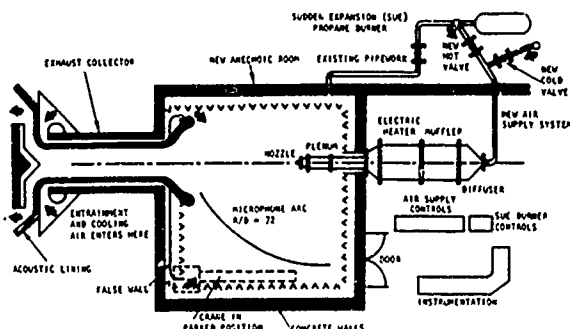 SUDDEN EXPANSION (SUE)
PROPANE BURNER
EXHAUST COLLECTOR
NEW ANECHOIC ROOM
EXISTING PIPEWORK
NEW
HOT
VALVE
NEW
COLD
VALVE
NEW AIR
SUPPLY SYSTEM
ELECTRIC
HEATER
MUFFLER
PLENUM
NOZZLE
DIFFUSER
MICROPHONE ARC
R/D = 72
AIR SUPPLY
CONTROLS
SUE BURNER
CONTROLS
ENTRAINMENT
AND COOLING
AIR ENTERS HERE
ACOUSTIC LINING
DOOR
FALSE WALL
INSTRUMENTATION
CRANE IN
PARKED POSITION
CONCRETE WALLS